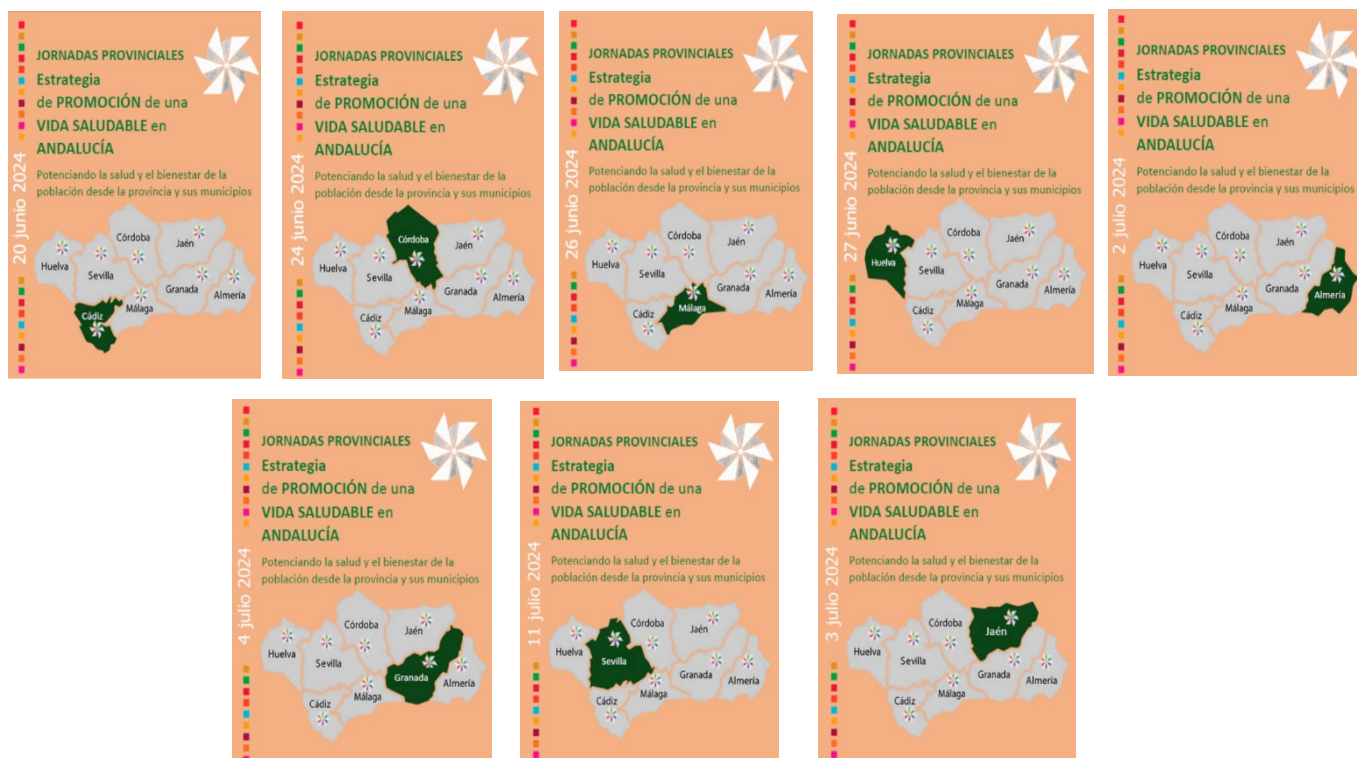 20 junio 2024
JORNADAS PROVINCIALES
Estrategia
de PROMOCIÓN de una
VIDA SALUDABLE en
ANDALUCÍA
Potenciando la salud y el bienestar de la
población desde la provincia y sus municipios
Córdoba
Jaén
Huelva
Sevilla
Granada
Almería
Málaga
Cádiz
24 junio 2024
JORNADAS PROVINCIALES
Estrategia
de PROMOCIÓN de una
VIDA SALUDABLE en
ANDALUCÍA
Potenciando la salud y el bienestar de la
población desde la provincia y sus municipios
Córdoba
Jaén
Huelva
Sevilla
Granada
Almería
Málaga
Cádiz
26 junio 2024
JORNADAS PROVINCIALES
Estrategia
de PROMOCIÓN de una
VIDA SALUDABLE en
ANDALUCÍA
Potenciando la salud y el bienestar de la
población desde la provincia y sus municipios
Córdoba
Jaén
Huelva
Sevilla
Granada
Almería
Málaga
Cádiz
27 junio 2024
JORNADAS PROVINCIALES
Estrategia
de PROMOCIÓN de una
VIDA SALUDABLE en
ANDALUCÍA
Potenciando la salud y el bienestar de la
población desde la provincia y sus municipios
Córdoba
Jaén
Huelva
Sevilla
Granada
Almería
Málaga
Cádiz
2 julio 2024
JORNADAS PROVINCIALES
Estrategia
de PROMOCIÓN de una
VIDA SALUDABLE en
ANDALUCÍA
Potenciando la salud y el bienestar de la
población desde la provincia y sus municipios
Córdoba
Jaén
Huelva
Sevilla
Granada
Almería
Málaga
Cádiz
4 julio 2024
JORNADAS PROVINCIALES
Estrategia
de PROMOCIÓN de una
VIDA SALUDABLE en
ANDALUCÍA
Potenciando la salud y el bienestar de la
población desde la provincia y sus municipios
Córdoba
Jaén
Huelva
Sevilla
Granada
Almería
Málaga
Cádiz
11 julio 2024
JORNADAS PROVINCIALES
Estrategia
de PROMOCIÓN de una
VIDA SALUDABLE en
ANDALUCÍA
Potenciando la salud y el bienestar de la
población desde la provincia y sus municipios
Córdoba
Jaén
Huelva
Sevilla
Granada
Almería
Málaga
Cádiz
3 julio 2024
JORNADAS PROVINCIALES
Estrategia
de PROMOCIÓN de una
VIDA SALUDABLE en
ANDALUCÍA
Potenciando la salud y el bienestar de la
población desde la provincia y sus municipios
Córdoba
Jaén
Huelva
Sevilla
Granada
Almería
Málaga
Cádiz